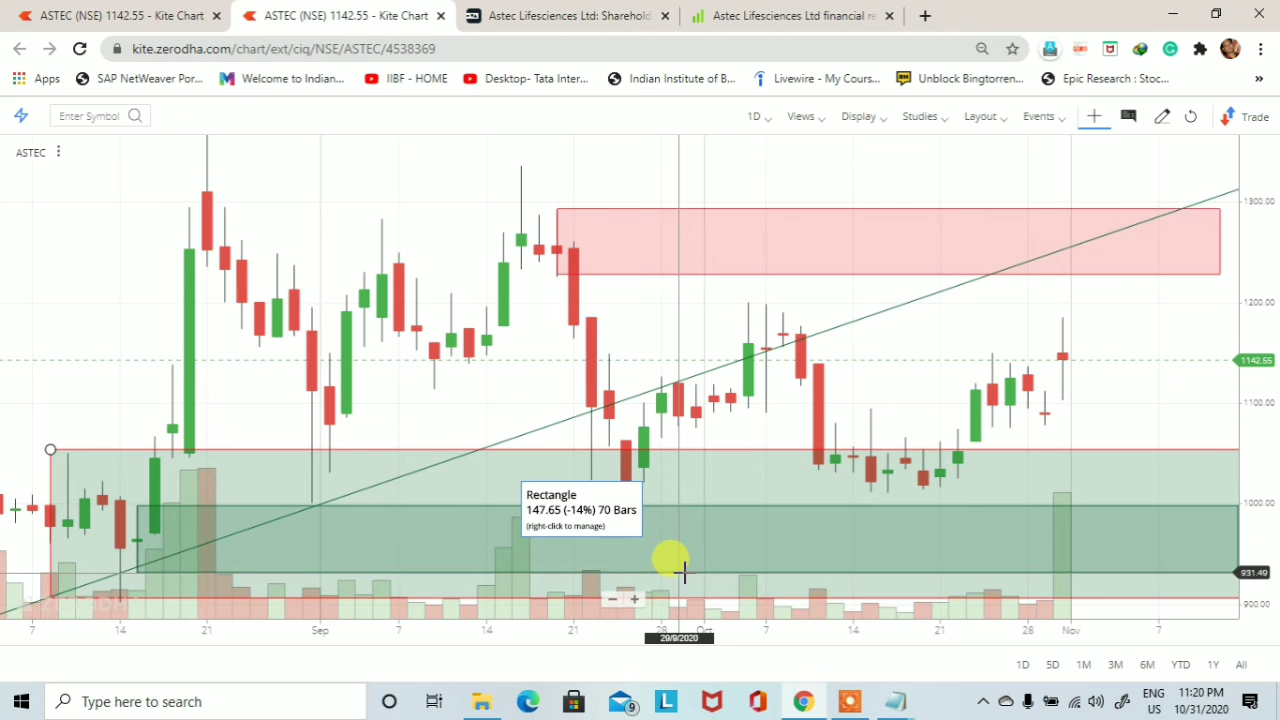 ASTEC (NSE) 1142.55 - Kite Chart
ASTEC (NSE) 1142.55 - Kite Chart
Astec Lifesciences Ltd: Sharehold
Astec Lifesciences Ltd financial re
kite.zerodha.com/chart/ext/ciq/NSE/ASTEC/4538369
Apps
SAP NetWeaver Por...
Welcome to Indian...
IIBF - HOME
Desktop- Tata Inter...
Indian Institute of B...
Livewire - My Cours...
Unblock Bingtorren...
Epic Research : Stoc...
»
Enter Symbol
1D
Views
Display
Studies
Layout
Events
Trade
ASTEC
1300.00
1200.00
1142.55
1100.00
1000.00
931.49
900.00
Rectangle
147.65 (-14%) 70 Bars
(right-click to manage)
ZERODHA
7
14
21
Sep
7
14
21
28
Oct
7
14
21
28
Nov
7
29/9/2020
1D
5D
1M
3M
6M
YTD
1Y
All
Type here to search
9
ENG
US
11:20 PM
10/31/2020